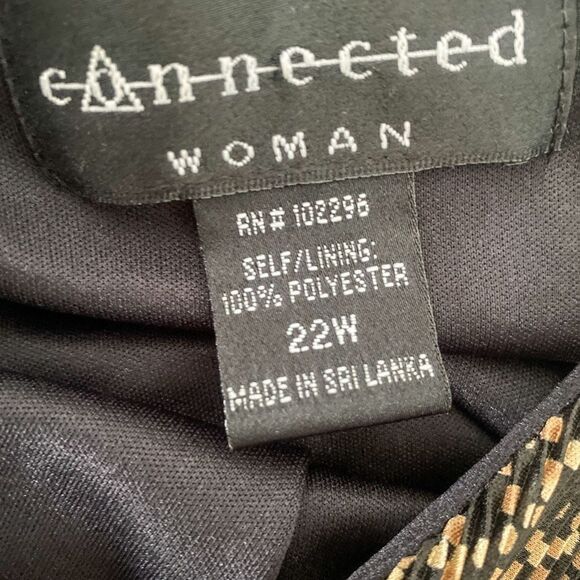 connected
WOMAN
RN# 102296
SELF/LINING:
100% POLYESTER
22W
MADE IN SRI LANKA